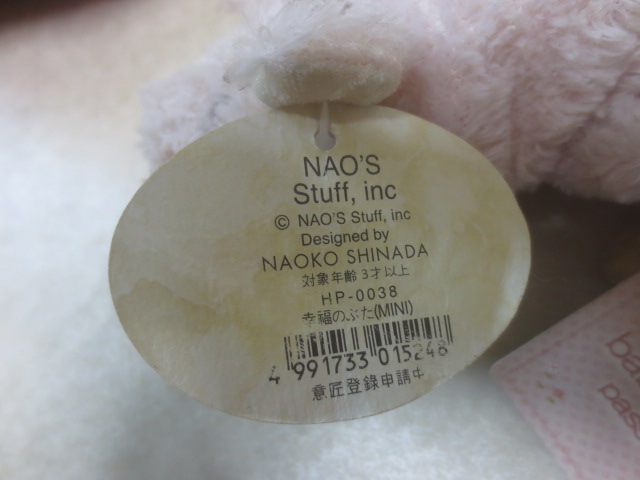 NAO'S
Stuff, inc
© NAO'S Stuff, inc
Designed by
NAOKO SHINADA
対象年齢3才以上
HP-0038
幸福のぶた(MINI)
4 991733 015248
意匠登録申請中